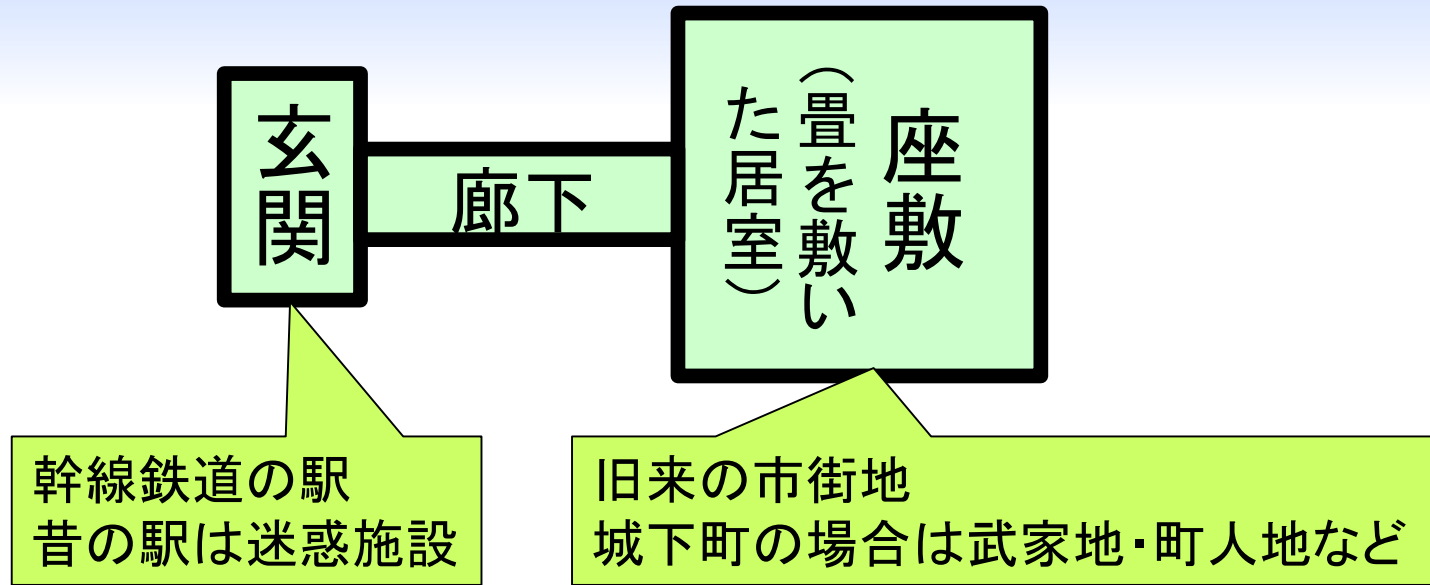 玄関
廊下
座敷
（畳を敷い
た居室）
幹線鉄道の駅
昔の駅は迷惑施設
旧来の市街地
城下町の場合は武家地・町人地など